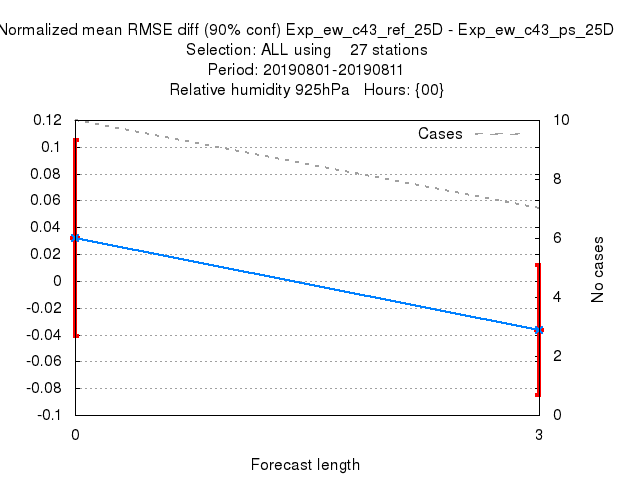 Normalized mean RMSE diff (90% conf) Exp_ew_c43_ref_25D - Exp_ew_c43_ps_25D
Selection: ALL using 27 stations
Period: 20190801-20190811
Relative humidity 925hPa Hours: {00}
Cases
0.12
0.1
0.08
0.06
0.04
0.02
0
-0.02
-0.04
-0.06
-0.08
-0.1
10
8
6
4
2
0
No cases
0 3
Forecast length